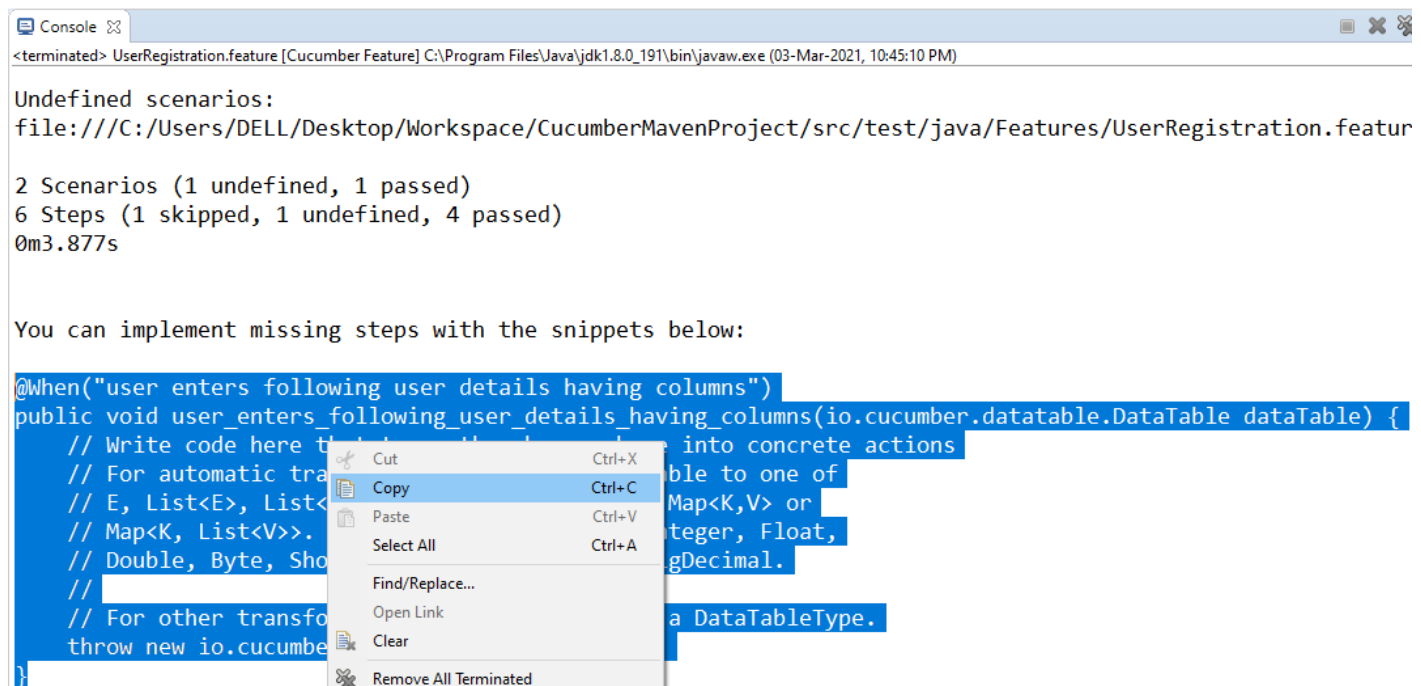 Console
<terminated> UserRegistration.feature [Cucumber Feature] C:\Program Files\Java\jdk1.8.0_191\bin\javaw.exe (03-Mar-2021, 10:45:10 PM)
Undefined scenarios:
file:///C:/Users/DELL/Desktop/Workspace/CucumberMavenProject/src/test/java/Features/UserRegistration.featur
2 Scenarios (1 undefined, 1 passed)
6 Steps (1 skipped, 1 undefined, 4 passed)
0m3.877s
You can implement missing steps with the snippets below:
@When("user enters following user details having columns")
public void user_enters_following_user_details_having_columns(io.cucumber.datatable.DataTable dataTable) {
// Write code here into concrete actions
// For automatic tra ble to one of
// E, List<E>, List< Map<K,V> or
// Map<K, List<V>>. teger, Float,
// Double, Byte, Sho gDecimal.
//
// For other transfo a DataTableType.
throw new io.cucumbe
}
Cut Ctrl+X
Copy Ctrl+C
Paste Ctrl+V
Select All Ctrl+A
Find/Replace...
Open Link
Clear
Remove All Terminated